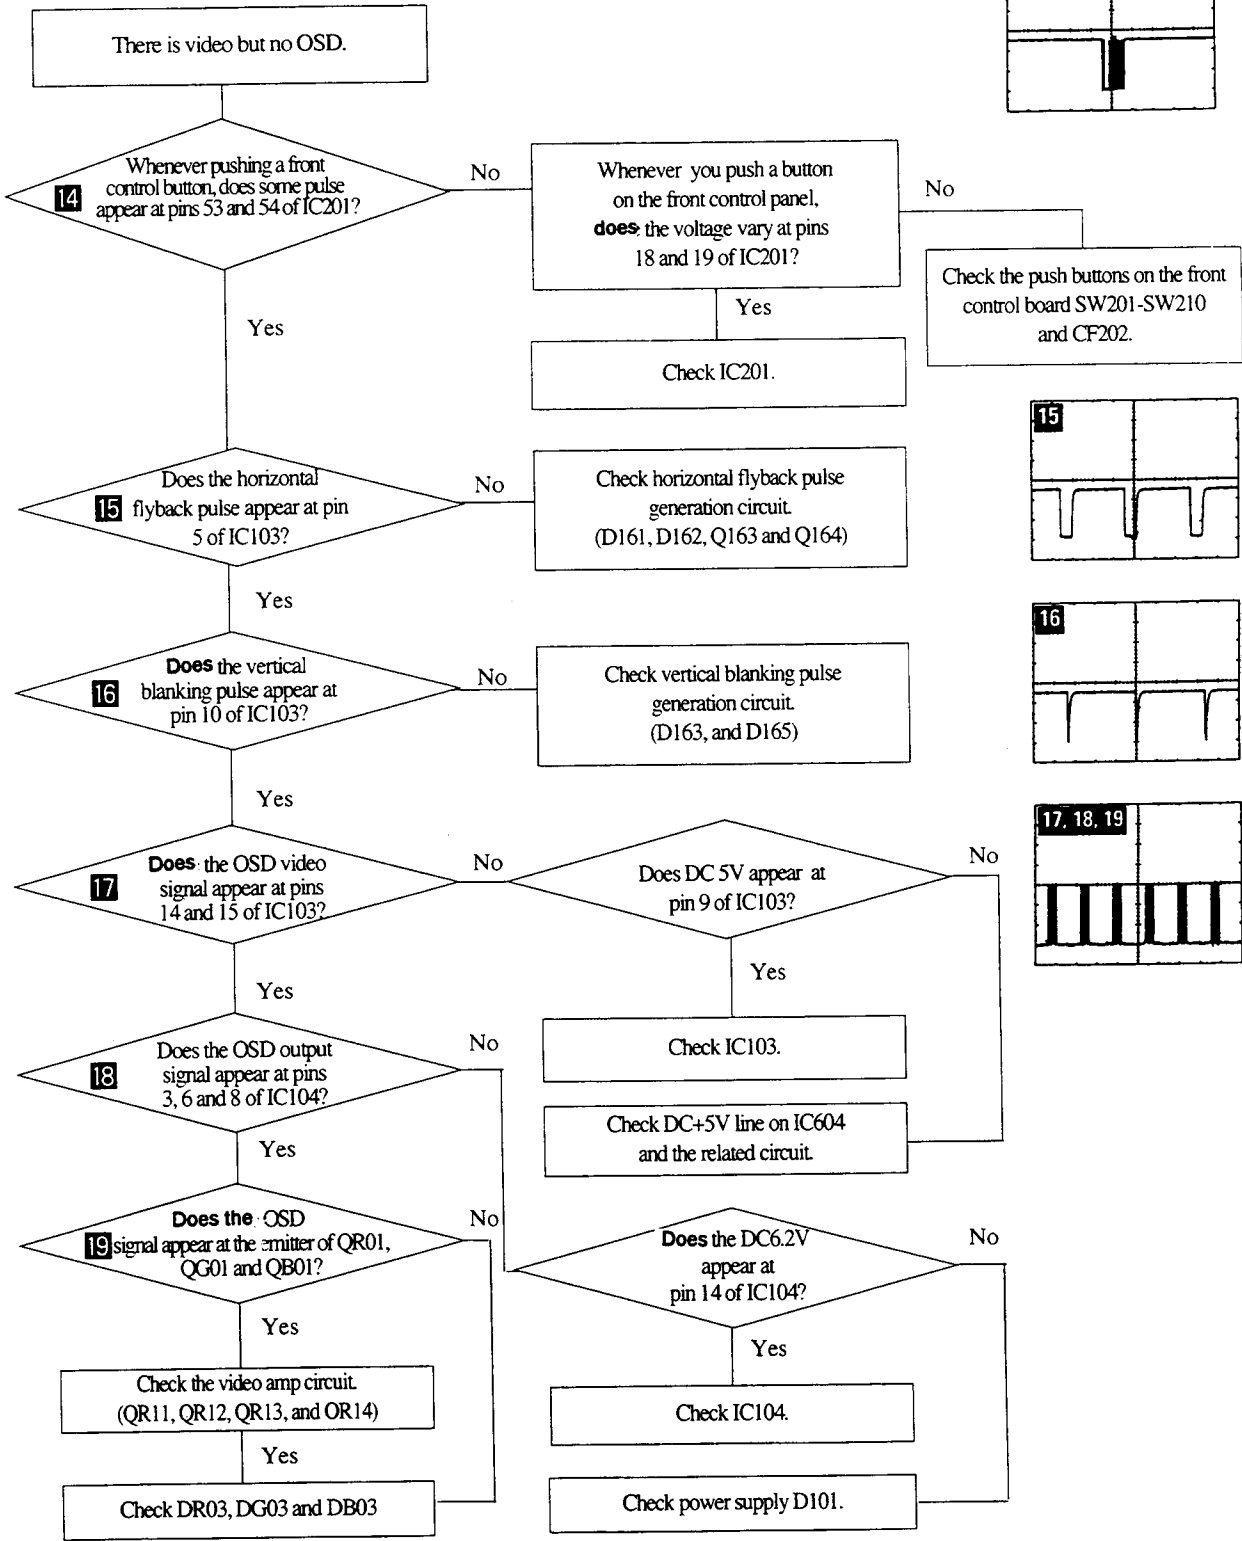 There is video but no OSD.
14
Whenever pushing a front
control button, does some pulse
appear at pins 53 and 54 of IC201?
No
Whenever you push a button
on the front control panel,
does the voltage vary at pins
18 and 19 of IC201?
No
Check the push buttons on the front
control board SW201-SW210
and CF202.
Yes
Check IC201.
Yes
15
Does the horizontal
flyback pulse appear at pin
5 of IC103?
No
Check horizontal flyback pulse
generation circuit.
(D161, D162, Q163 and Q164)
15
Yes
16
Does the vertical
blanking pulse appear at
pin 10 of IC103?
No
Check vertical blanking pulse
generation circuit.
(D163, and D165)
16
Yes
17
Does the OSD video
signal appear at pins
14 and 15 of IC103?
No
Does DC 5V appear at
pin 9 of IC103?
No
17, 18, 19
Yes
Check IC103.
Check DC+5V line on IC604
and the related circuit.
Yes
18
Does the OSD output
signal appear at pins
3, 6 and 8 of IC104?
No
Yes
19
Does the OSD
signal appear at the emitter of QR01,
QG01 and QB01?
No
Does the DC6.2V
appear at
pin 14 of IC104?
No
Yes
Check IC104.
Check power supply D101.
Yes
Check the video amp circuit.
(QR11, QR12, QR13, and OR14)
Yes
Check DR03, DG03 and DB03